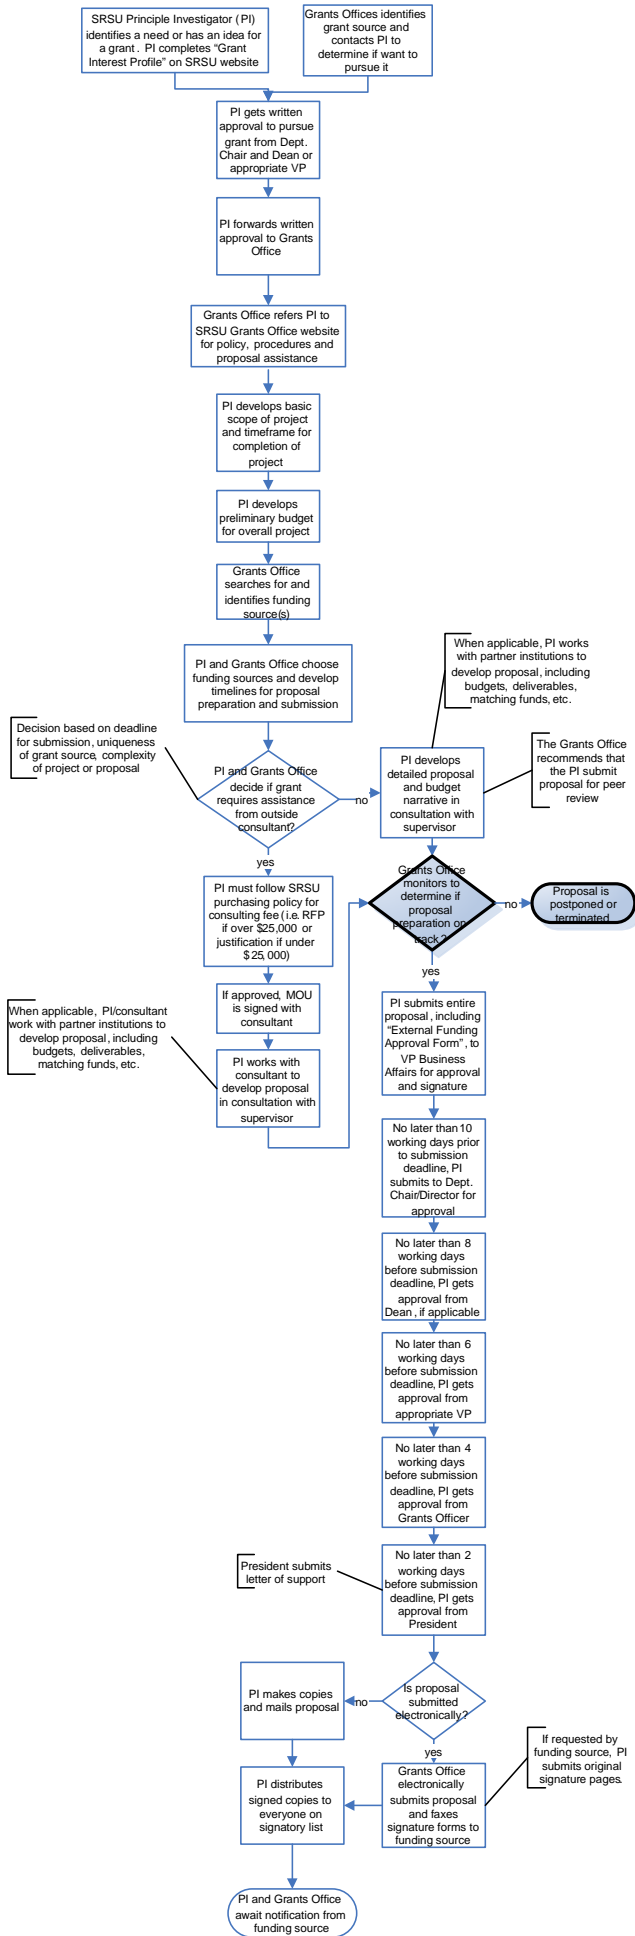 SRSU Principle Investigator (PI)
identifies a need or has an idea for
a grant. PI completes “Grant
Interest Profile” on SRSU website
Grants Offices identifies
grant source and
contacts PI to
determine if want to
pursue it
PI gets written
approval to pursue
grant from Dept.
Chair and Dean or
appropriate VP
PI forwards written
approval to Grants
Office
Grants Office refers PI to
SRSU Grants Office website
for policy, procedures and
proposal assistance
PI develops basic
scope of project
and timeframe for
completion of
project
PI develops
preliminary budget
for overall project
Grants Office
searches for and
identifies funding
source(s)
PI and Grants Office choose
funding sources and develop
timelines for proposal
preparation and submission
When applicable, PI works
with partner institutions to
develop proposal, including
budgets, deliverables,
matching funds, etc.
Decision based on deadline
for submission, uniqueness
of grant source, complexity
of project or proposal
PI and Grants Office
decide if grant
requires assistance
from outside
consultant?
no
yes
PI develops
detailed proposal
and budget
narrative in
consultation with
supervisor
The Grants Office
recommends that
the PI submit
proposal for peer
review
PI must follow SRSU
purchasing policy for
consulting fee (i.e. RFP
if over $25,000 or
justification if under
$25,000)
Grants Office
monitors to
determine if
proposal
preparation on
track?
no
yes
Proposal is
postponed or
terminated
If approved, MOU
is signed with
consultant
When applicable, PI/consultant
work with partner institutions to
develop proposal, including
budgets, deliverables,
matching funds, etc.
PI works with
consultant to
develop proposal
in consultation with
supervisor
PI submits entire
proposal, including
“External Funding
Approval Form”, to
VP Business
Affairs for approval
and signature
No later than 10
working days prior
to submission
deadline, PI
submits to Dept.
Chair/Director for
approval
No later than 8
working days
before submission
deadline, PI gets
approval from
Dean, if applicable
No later than 6
working days
before submission
deadline, PI gets
approval from
appropriate VP
No later than 4
working days
before submission
deadline, PI gets
approval from
Grants Officer
President submits
letter of support
No later than 2
working days
before submission
deadline, PI gets
approval from
President
Is proposal
submitted
electronically?
no
yes
PI makes copies
and mails proposal
If requested by
funding source, PI
submits original
signature pages.
Grants Office
electronically
submits proposal
and faxes
signature forms to
funding source
PI distributes
signed copies to
everyone on
signatory list
PI and Grants Office
await notification from
funding source